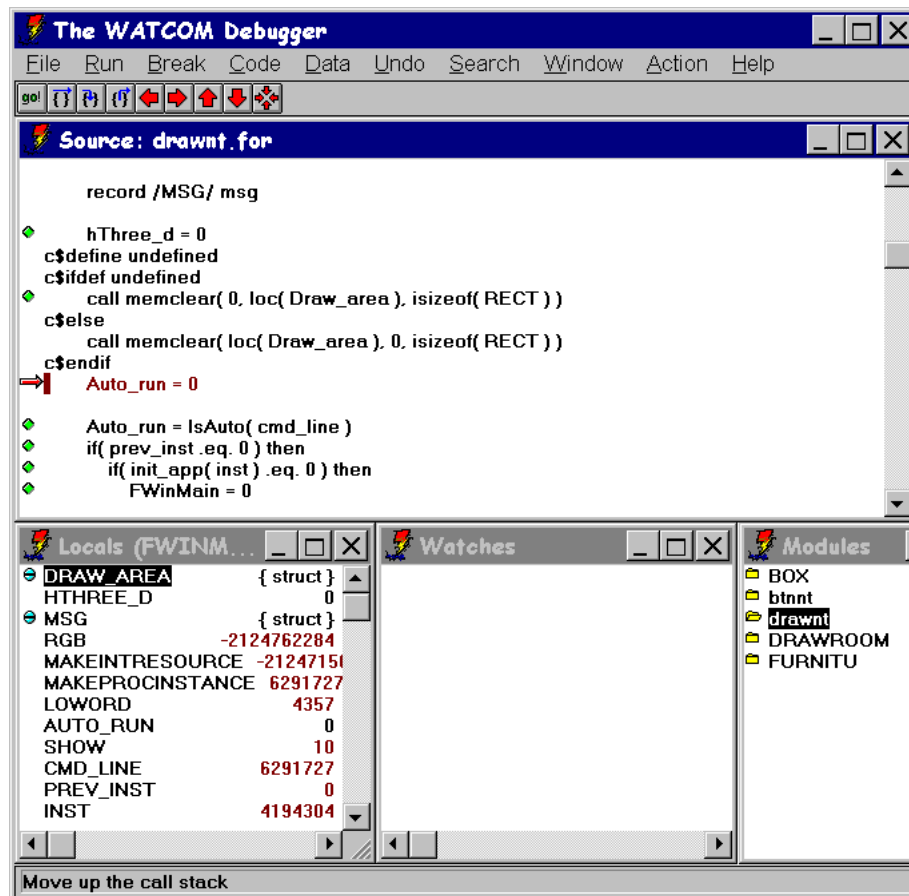 The WATCOM Debugger
File Run Break Code Data Undo Search Window Action Help
go!
Source: drawnt.for
record /MSG/ msg
hThree_d = 0
c$define undefined
c$ifdef undefined
call memclear( 0, loc( Draw_area ), isizeof( RECT ) )
c$else
call memclear( loc( Draw_area ), 0, isizeof( RECT ) )
c$endif
Auto_run = 0
Auto_run = IsAuto( cmd_line )
if( prev_inst .eq. 0 ) then
if( init_app( inst ) .eq. 0 ) then
FWinMain = 0
Locals (FWINM...
DRAW_AREA { struct }
HTHREE_D 0
MSG { struct }
RGB -2124762284
MAKEINTRESOURCE -2124715
MAKEPROCINSTANCE 6291727
LOWORD 4357
AUTO_RUN 0
SHOW 10
CMD_LINE 6291727
PREV_INST 0
INST 4194304
Watches
Modules
BOX
btnnt
drawnt
DRAWROOM
FURNITU
Move up the call stack